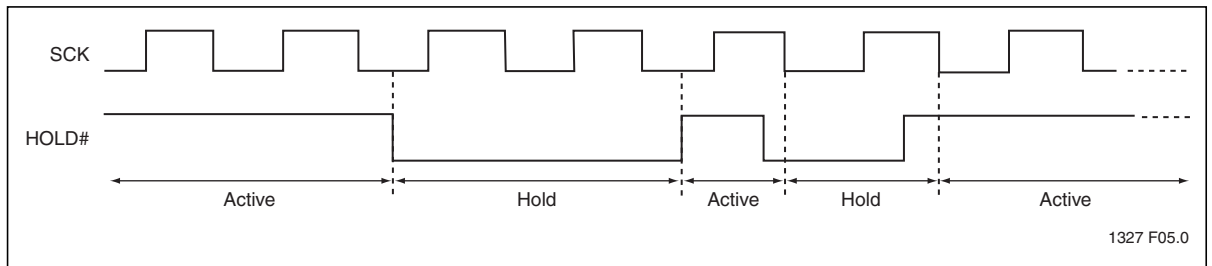 SCK
HOLD#
Active
Hold
Active
Hold
Active
1327 F05.0